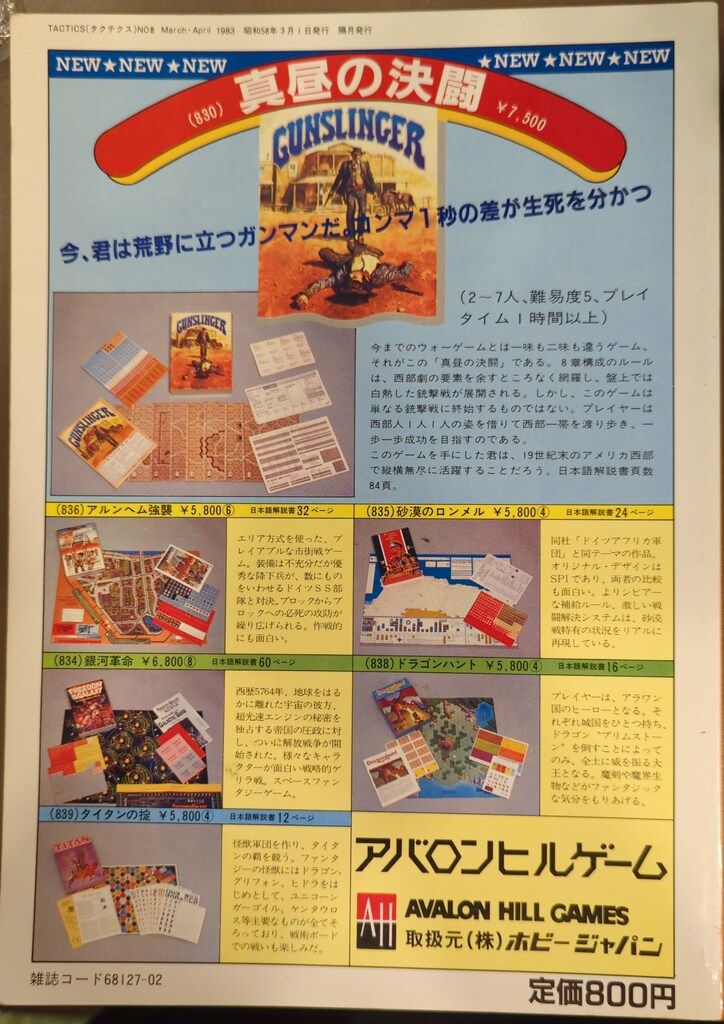 TACTICS(タクテクス)NO8 March-April 1983 昭和58年3月1日発行 隔月発行
NEW★NEW★NEW
★NEW★NEW★NEW
(830) 真昼の決闘 ¥7,500
GUNSLINGER
今、君は荒野に立つガンマンだ。コンマ1秒の差が生死を分かつ
(2〜7人、難易度5、プレイ
タイム1時間以上)
今までのウォーゲームとは一味も二味も違うゲーム、
それがこの「真昼の決闘」である。8章構成のルール
は、西部劇の要素を余すところなく網羅し、盤上では
白熱した銃撃戦が展開される。しかし、このゲームは
単なる銃撃戦に終始するものではない。プレイヤーは
西部人1人1人の姿を借りて西部一帯を渡り歩き、一
歩一歩成功を目指すのである。
このゲームを手にした君は、19世紀末のアメリカ西部
で縦横無尽に活躍することだろう。日本語解説書頁数
84頁。
GUNSLINGER
GUNSLINGER
(836)アルンヘム強襲 ¥5,800⑥ 日本語解説書32ページ
エリア方式を使った、プ
レイアブルな市街戦ゲー
ム。装備は不充分だが優
秀な降下兵が、数にもの
をいわせるドイツSS部
隊と対決。ブロックから
ブロックへの必死の攻防が
繰り広げられる。作戦的
にも面白い。
(835)砂漠のロンメル ¥5,800④ 日本語解説書24ページ
同社「ドイツアフリカ軍
団」と同テーマの作品。
オリジナル・デザインは
SPIであり、両者の比較
も面白い。よりシビアー
な補給ルール、激しい戦
闘解決システムは、砂漠
戦特有の状況をリアルに
再現している。
(834)銀河革命 ¥6,800⑧ 日本語解説書60ページ
FREEDOM GALAXY
西歴5764年、地球をはる
かに離れた宇宙の彼方、
超光速エンジンの秘密を
独占する帝国の圧政に対
し、ついに解放戦争が開
始された。様々なキャラ
クターが面白い戦略的ゲ
リラ戦。スペースファン
タジーゲーム。
(838)ドラゴンハント ¥5,800④ 日本語解説書16ページ
プレイヤーは、アラワン
国のヒーローとなる。そ
れぞれ城国をひとつ持ち、
ドラゴン〝ブリムストー
ン〟を倒すことによって
のみ、全土に威を振る大
王となる。魔剣や魔界生
物などがファンタジック
な気分をもりあげる。
(839)タイタンの掟 ¥5,800④ 日本語解説書12ページ
TITAN
怪獣軍団を作り、タイタ
ンの覇を競う。ファンタ
ジーの怪獣にはドラゴン、
グリフォン、ヒドラをは
じめとして、ユニコーン
ガーゴイル、ケンタウロ
ス等主要なものが全てそ
ろっており、戦術ボード
での戦いも楽しみだ。
アバロンヒルゲーム
AH AVALON HILL GAMES
取扱元(株)ホビージャパン
雑誌コード68127-02
定価800円